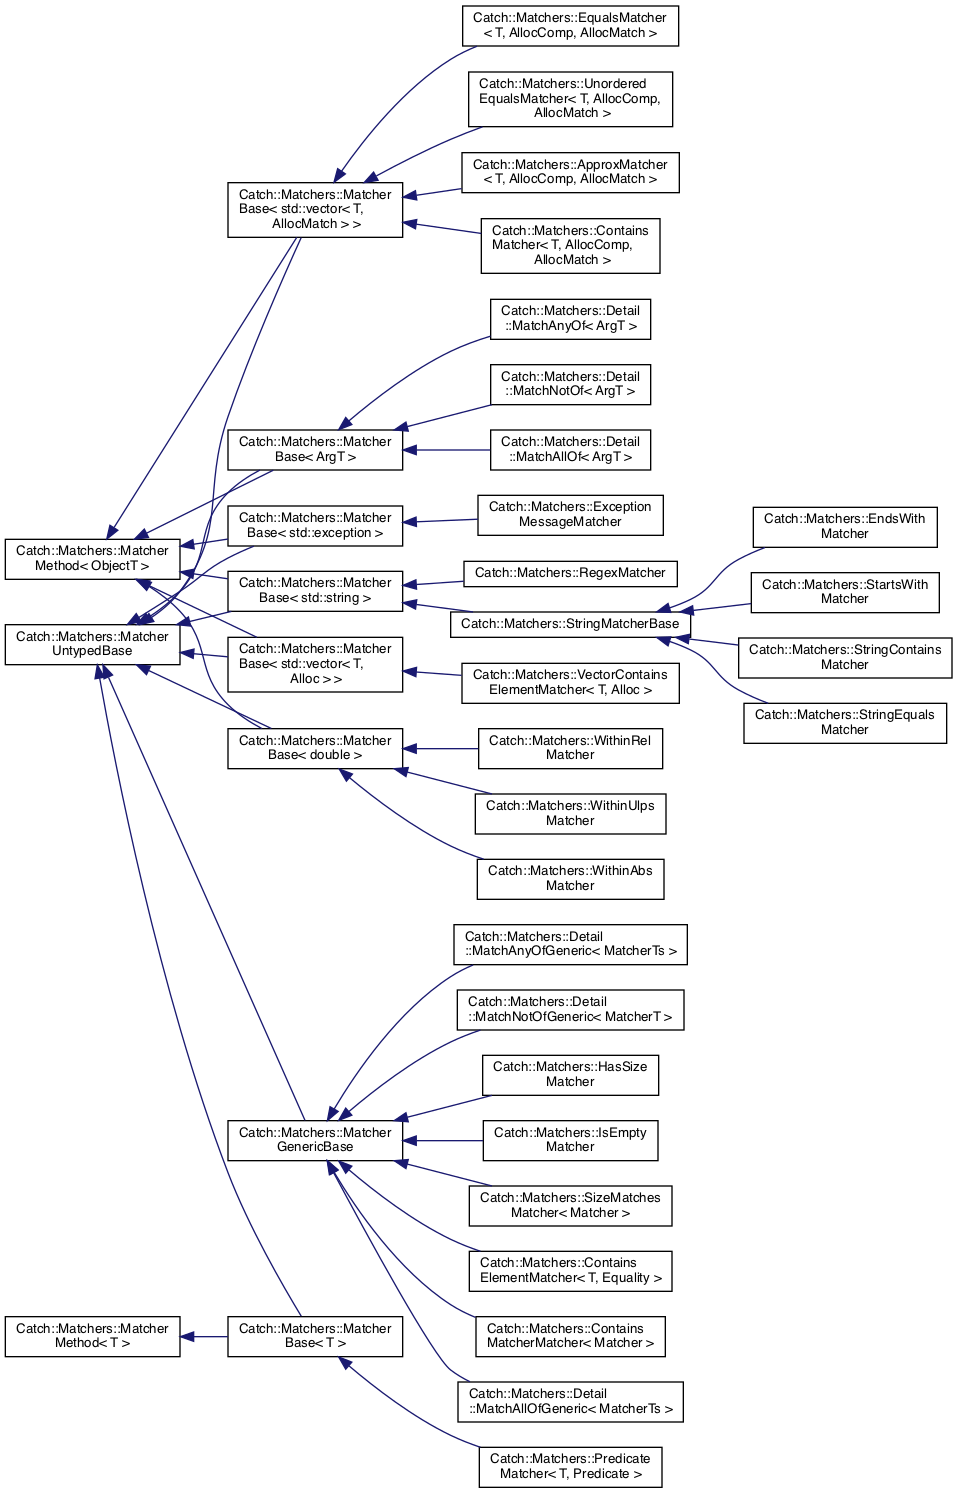 Catch::Matchers::EqualsMatcher
< T, AllocComp, AllocMatch >
Catch::Matchers::Unordered
EqualsMatcher< T, AllocComp,
AllocMatch >
Catch::Matchers::ApproxMatcher
< T, AllocComp, AllocMatch >
Catch::Matchers::Matcher
Base< std::vector< T,
AllocMatch > >
Catch::Matchers::Contains
Matcher< T, AllocComp,
AllocMatch >
Catch::Matchers::Detail
::MatchAnyOf< ArgT >
Catch::Matchers::Detail
::MatchNotOf< ArgT >
Catch::Matchers::Matcher
Base< ArgT >
Catch::Matchers::Detail
::MatchAllOf< ArgT >
Catch::Matchers::Matcher
Base< std::exception >
Catch::Matchers::Exception
MessageMatcher
Catch::Matchers::EndsWith
Matcher
Catch::Matchers::Matcher
Method< ObjectT >
Catch::Matchers::Matcher
Base< std::string >
Catch::Matchers::RegexMatcher
Catch::Matchers::StartsWith
Matcher
Catch::Matchers::StringMatcherBase
Catch::Matchers::Matcher
UntypedBase
Catch::Matchers::Matcher
Base< std::vector< T,
Alloc > >
Catch::Matchers::StringContains
Matcher
Catch::Matchers::VectorContains
ElementMatcher< T, Alloc >
Catch::Matchers::StringEquals
Matcher
Catch::Matchers::Matcher
Base< double >
Catch::Matchers::WithinRel
Matcher
Catch::Matchers::WithinUlps
Matcher
Catch::Matchers::WithinAbs
Matcher
Catch::Matchers::Detail
::MatchAnyOfGeneric< MatcherTs >
Catch::Matchers::Detail
::MatchNotOfGeneric< MatcherT >
Catch::Matchers::HasSize
Matcher
Catch::Matchers::Matcher
GenericBase
Catch::Matchers::IsEmpty
Matcher
Catch::Matchers::SizeMatches
Matcher< Matcher >
Catch::Matchers::Contains
ElementMatcher< T, Equality >
Catch::Matchers::Matcher
Method< T >
Catch::Matchers::Matcher
Base< T >
Catch::Matchers::Contains
MatcherMatcher< Matcher >
Catch::Matchers::Detail
::MatchAllOfGeneric< MatcherTs >
Catch::Matchers::Predicate
Matcher< T, Predicate >